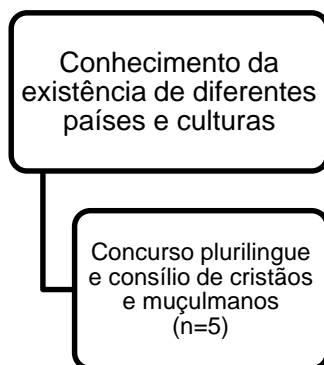 Conhecimento da
existência de diferentes
países e culturas
Concurso plurilingue
e consílio de cristãos
e muçulmanos
(n=5)